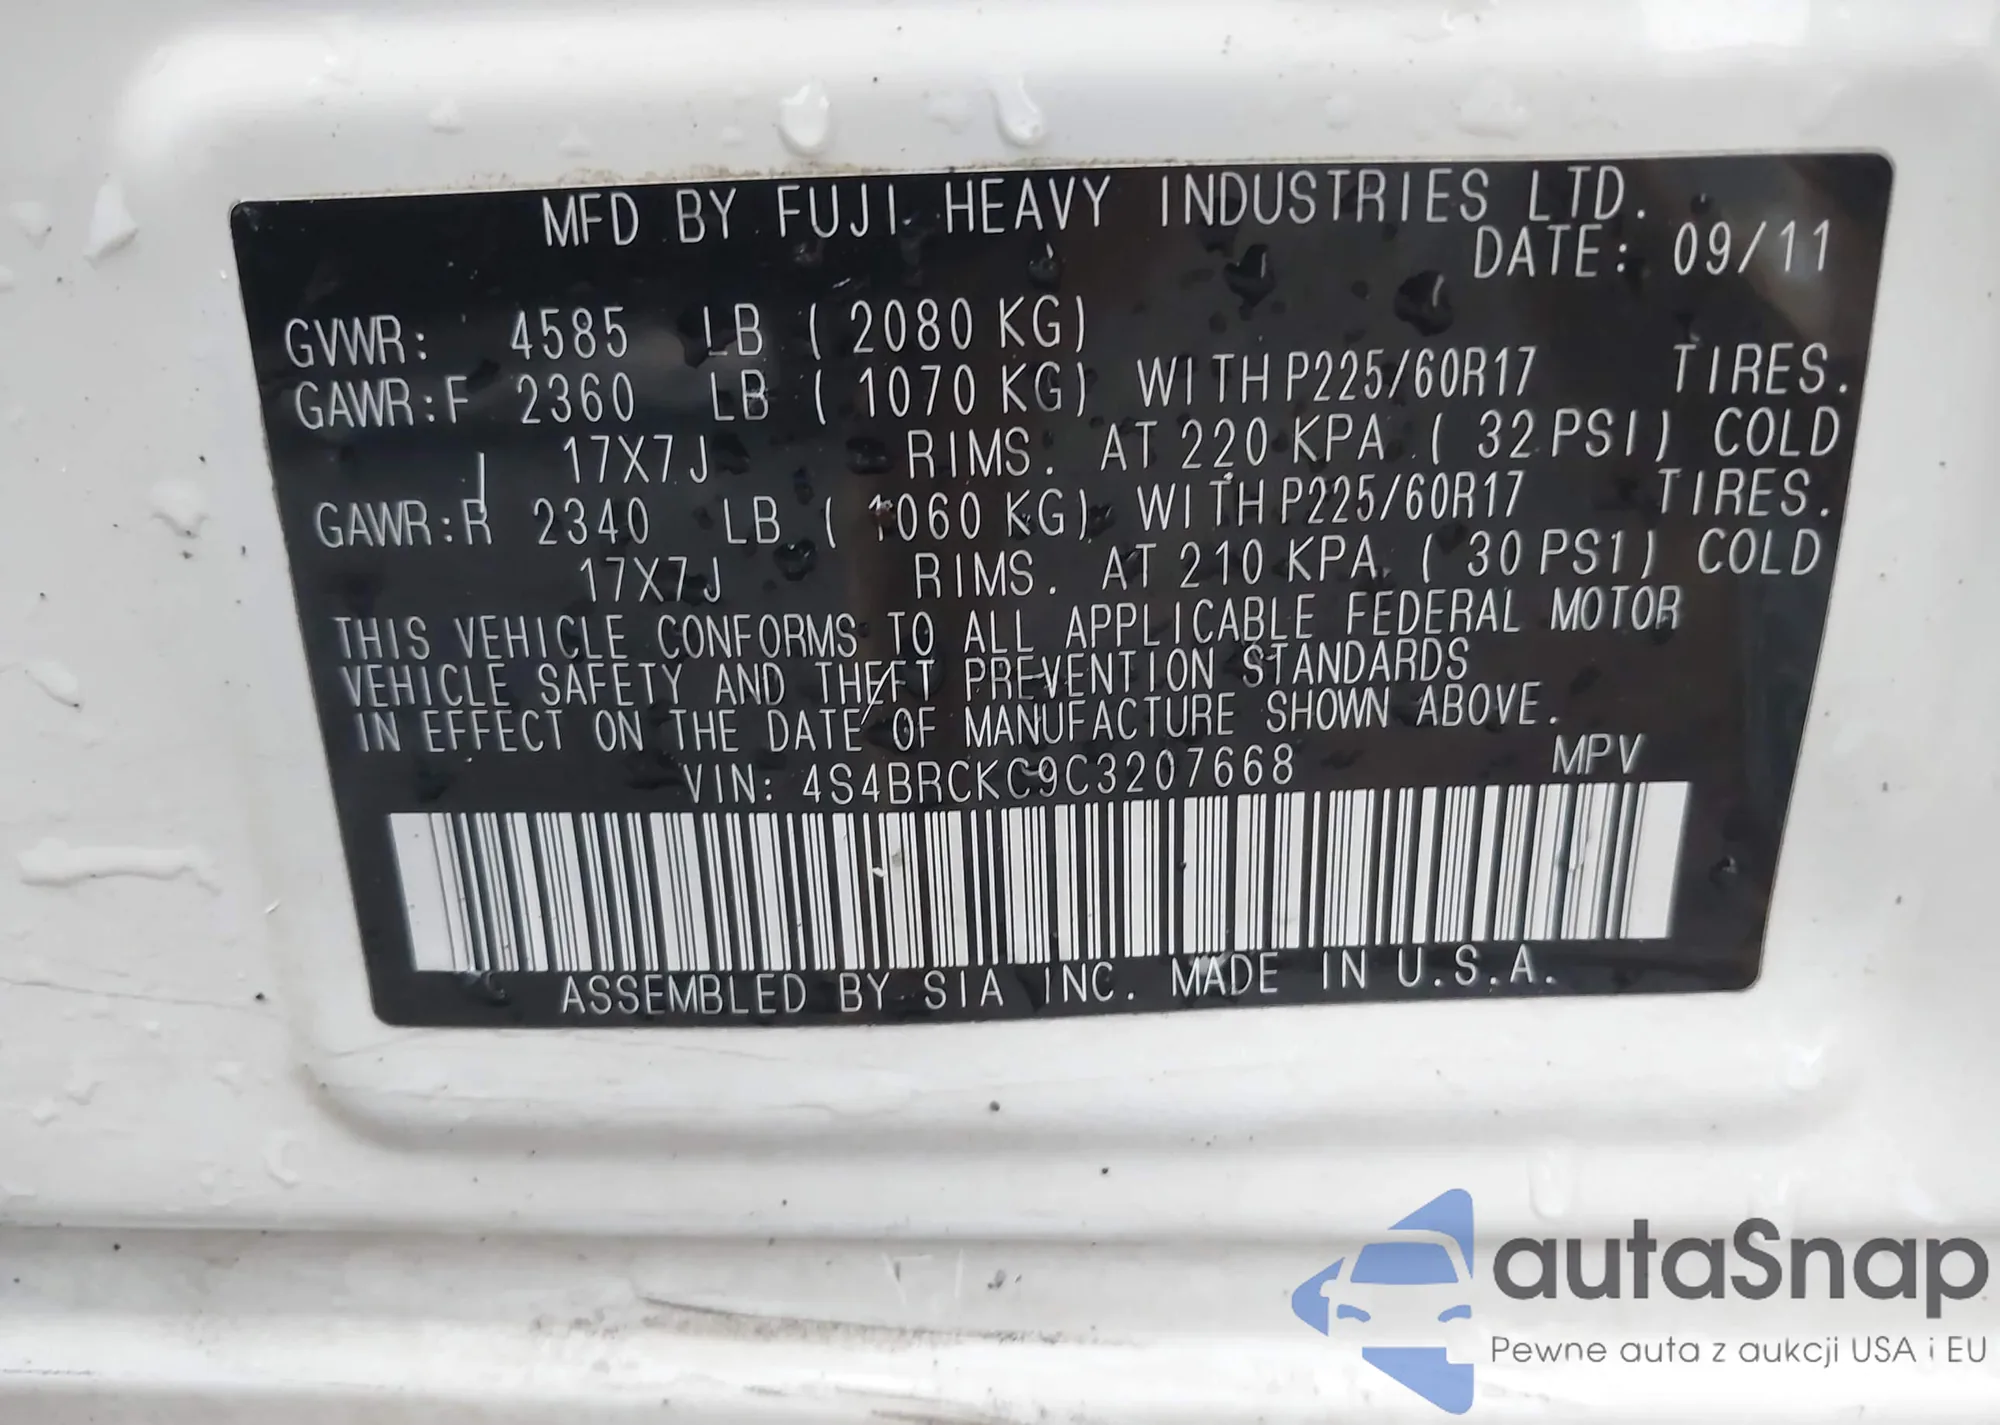 MFD BY FUJI HEAVY INDUSTRIES LTD.
DATE: 09/11
GVWR: 4585 LB ( 2080 KG)
GAWR:F 2360 LB ( 1070 KG) WITH P225/60R17 TIRES.
17X7J RIMS. AT 220 KPA ( 32 PSI) COLD
GAWR:R 2340 LB ( 1060 KG) WITH P225/60R17 TIRES.
17X7J RIMS. AT 210 KPA. ( 30 PSI) COLD
THIS VEHICLE CONFORMS TO ALL APPLICABLE FEDERAL MOTOR
VEHICLE SAFETY AND THEFT PREVENTION STANDARDS
IN EFFECT ON THE DATE OF MANUFACTURE SHOWN ABOVE.
VIN: 4S4BRCKC9C3207668 MPV
ASSEMBLED BY SIA INC. MADE IN U.S.A.
autaSnap
Pewne auta z aukcji USA i EU